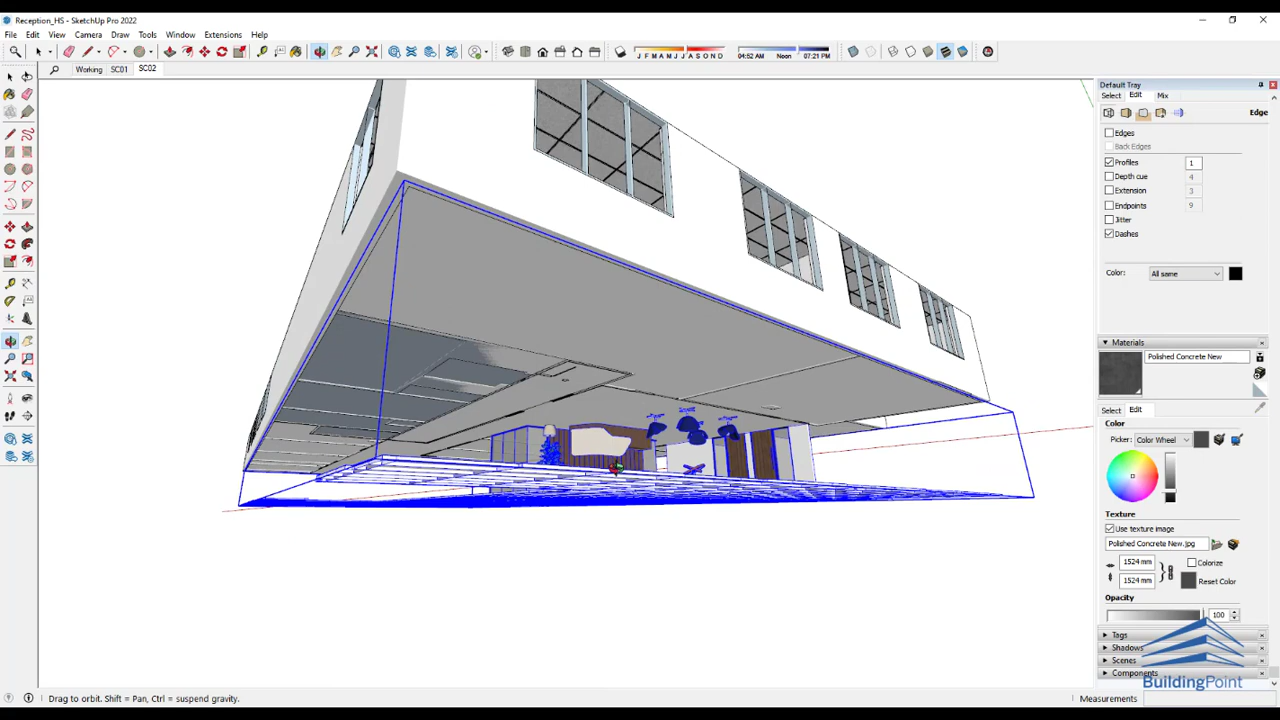 Reception_HS - SketchUp Pro 2022
File Edit View Camera Draw Tools Window Extensions Help
J F M A M J J A S O N D 04:52 AM Noon 07:21 PM
Working SC01 SC02
Default Tray
Select Edit Mix
Edge
Edges
Back Edges
Profiles 1
Depth cue 4
Extension 3
Endpoints 9
Jitter
Dashes
Color: All same
Materials
Polished Concrete New
Select Edit
Color
Picker: Color Wheel
Texture
Use texture image
Polished Concrete New.jpg
1524 mm Colorize
1524 mm Reset Color
Opacity
100
Tags
Shadows
Scenes
Components
BuildingPoint
Drag to orbit. Shift = Pan, Ctrl = suspend gravity. Measurements